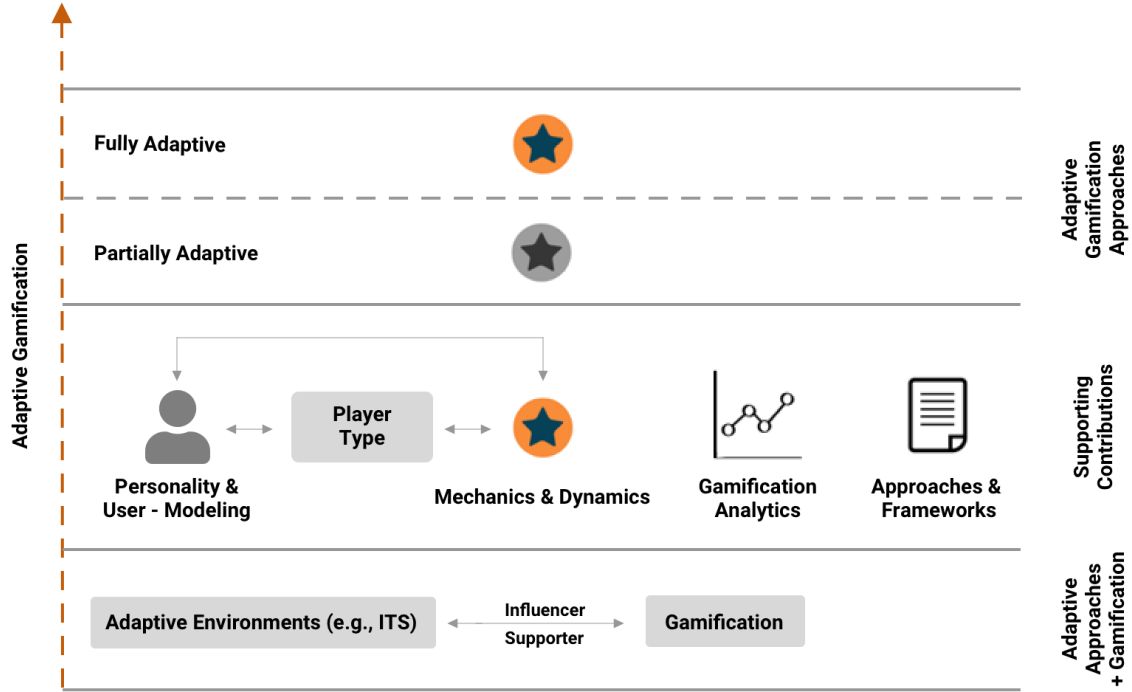 Fully Adaptive
Partially Adaptive
Adaptive
Gamification
Approaches
Adaptive Gamification
Player
Type
Personality &
User - Modeling
Mechanics & Dynamics
Gamification
Analytics
Approaches &
Frameworks
Supporting
Contributions
Adaptive Environments (e.g., ITS)
Influencer
Supporter
Gamification
Adaptive
Approaches
+ Gamification